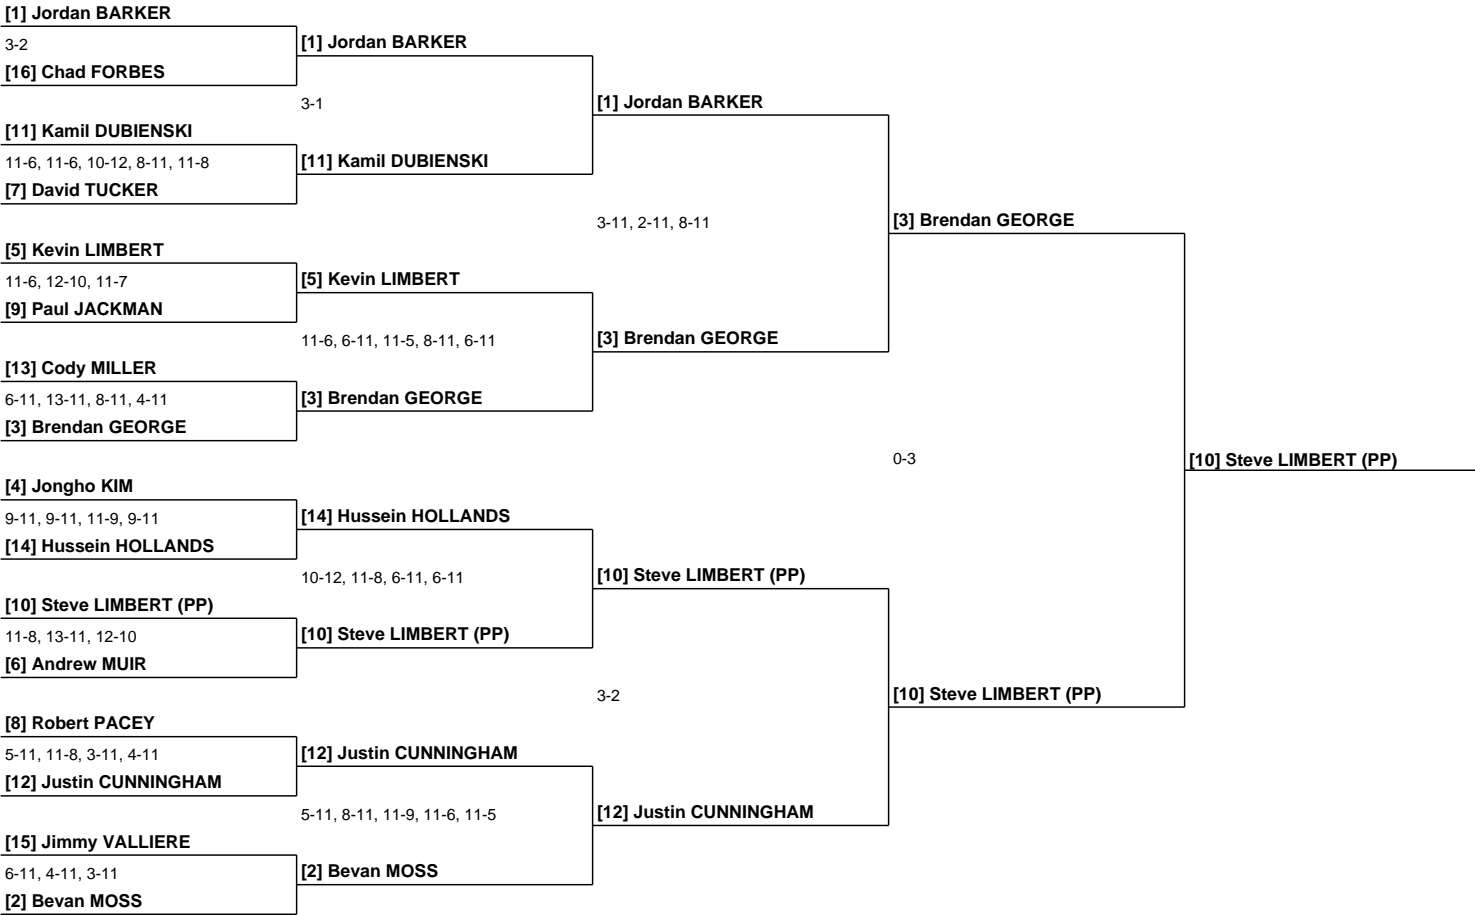 [1] Jordan BARKER
3-2
[16] Chad FORBES
[11] Kamil DUBIENSKI
11-6, 11-6, 10-12, 8-11, 11-8
[7] David TUCKER
[5] Kevin LIMBERT
11-6, 12-10, 11-7
[9] Paul JACKMAN
[13] Cody MILLER
6-11, 13-11, 8-11, 4-11
[3] Brendan GEORGE
[4] Jongho KIM
9-11, 9-11, 11-9, 9-11
[14] Hussein HOLLANDS
[10] Steve LIMBERT (PP)
11-8, 13-11, 12-10
[6] Andrew MUIR
[8] Robert PACEY
5-11, 11-8, 3-11, 4-11
[12] Justin CUNNINGHAM
[15] Jimmy VALLIERE
6-11, 4-11, 3-11
[2] Bevan MOSS
[1] Jordan BARKER
3-1
[11] Kamil DUBIENSKI
[5] Kevin LIMBERT
11-6, 6-11, 11-5, 8-11, 6-11
[3] Brendan GEORGE
[14] Hussein HOLLANDS
10-12, 11-8, 6-11, 6-11
[10] Steve LIMBERT (PP)
[12] Justin CUNNINGHAM
5-11, 8-11, 11-9, 11-6, 11-5
[2] Bevan MOSS
[1] Jordan BARKER
3-11, 2-11, 8-11
[3] Brendan GEORGE
[10] Steve LIMBERT (PP)
3-2
[12] Justin CUNNINGHAM
[3] Brendan GEORGE
0-3
[10] Steve LIMBERT (PP)
[10] Steve LIMBERT (PP)